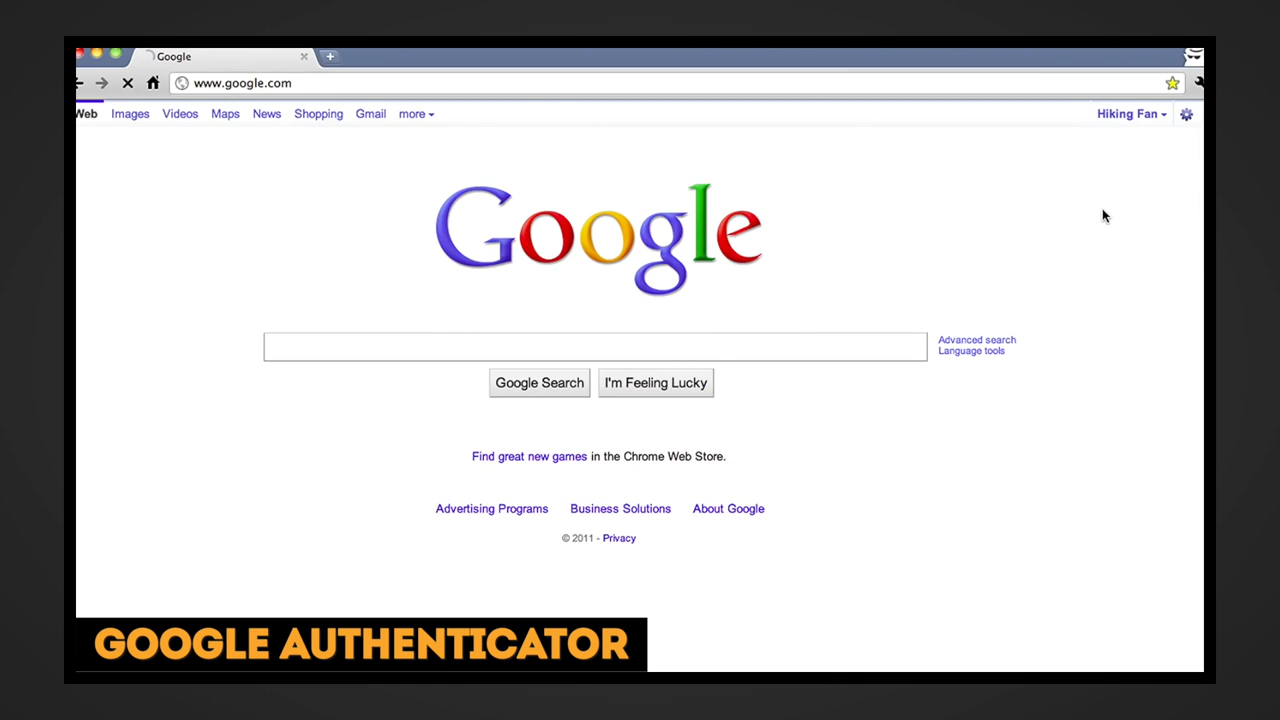 Google
www.google.com
Web Images Videos Maps News Shopping Gmail more Hiking Fan
Google
Advanced search
Language tools
Google Search I'm Feeling Lucky
Find great new games in the Chrome Web Store.
Advertising Programs Business Solutions About Google
© 2011 - Privacy
GOOGLE AUTHENTICATOR